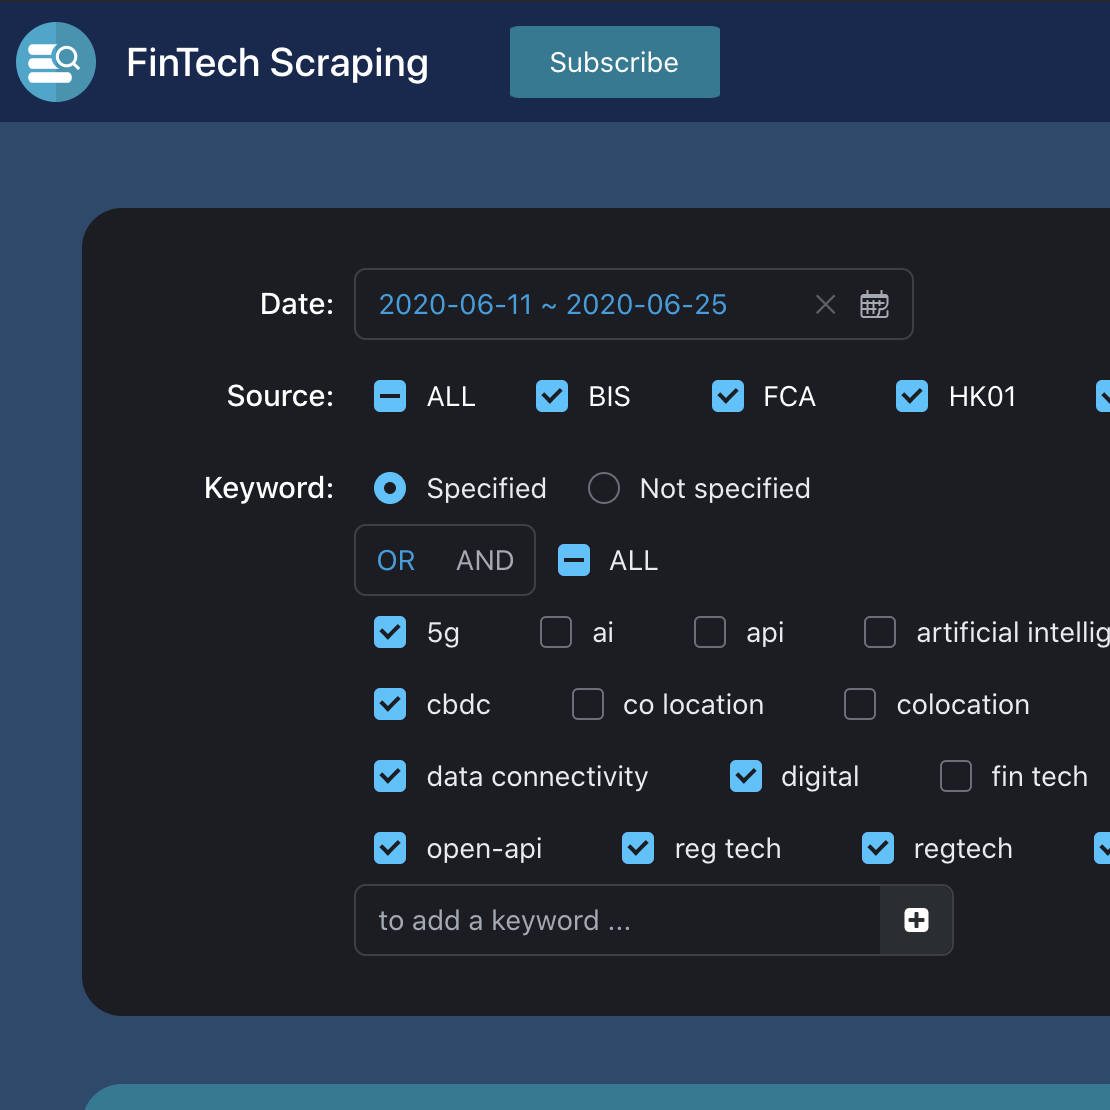 FinTech Scraping Subscribe
Date: 2020-06-11 ~ 2020-06-25
Source: ALL BIS FCA HK01
Keyword: Specified Not specified
OR AND ALL
5g ai api artificial intellig
cbdc co location colocation
data connectivity digital fin tech
open-api reg tech regtech
to add a keyword ...